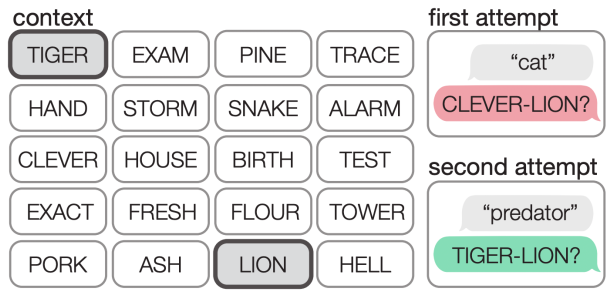 context
TIGER EXAM PINE TRACE
HAND STORM SNAKE ALARM
CLEVER HOUSE BIRTH TEST
EXACT FRESH FLOUR TOWER
PORK ASH LION HELL
first attempt
“cat”
CLEVER-LION?
second attempt
“predator”
TIGER-LION?